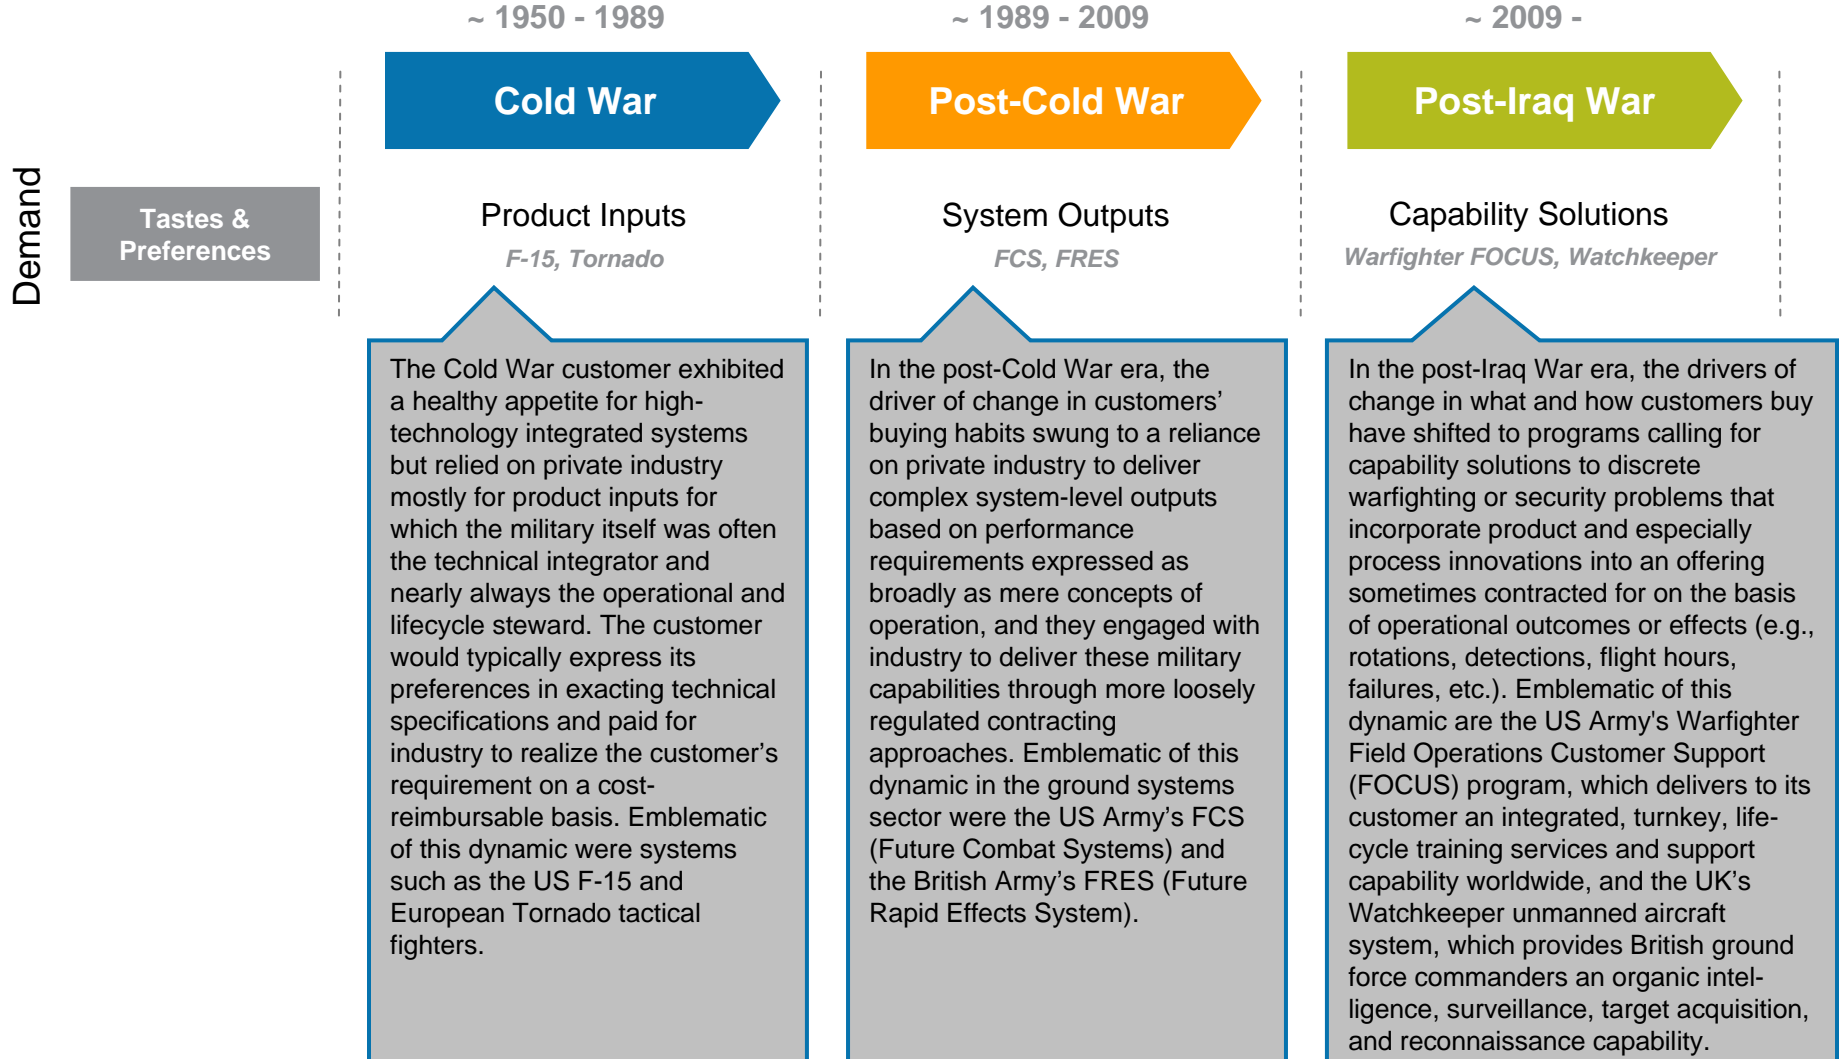 ~ 1950 - 1989
~ 1989 - 2009
~ 2009 -
Cold War
Post-Cold War
Post-Iraq War
Demand
Tastes &
Preferences
Product Inputs
F-15, Tornado
System Outputs
FCS, FRES
Capability Solutions
Warfighter FOCUS, Watchkeeper
The Cold War customer exhibited
a healthy appetite for high-
technology integrated systems
but relied on private industry
mostly for product inputs for
which the military itself was often
the technical integrator and
nearly always the operational and
lifecycle steward. The customer
would typically express its
preferences in exacting technical
specifications and paid for
industry to realize the customer’s
requirement on a cost-
reimbursable basis. Emblematic
of this dynamic were systems
such as the US F-15 and
European Tornado tactical
fighters.
In the post-Cold War era, the
driver of change in customers’
buying habits swung to a reliance
on private industry to deliver
complex system-level outputs
based on performance
requirements expressed as
broadly as mere concepts of
operation, and they engaged with
industry to deliver these military
capabilities through more loosely
regulated contracting
approaches. Emblematic of this
dynamic in the ground systems
sector were the US Army’s FCS
(Future Combat Systems) and
the British Army’s FRES (Future
Rapid Effects System).
In the post-Iraq War era, the drivers of
change in what and how customers buy
have shifted to programs calling for
capability solutions to discrete
warfighting or security problems that
incorporate product and especially
process innovations into an offering
sometimes contracted for on the basis
of operational outcomes or effects (e.g.,
rotations, detections, flight hours,
failures, etc.). Emblematic of this
dynamic are the US Army's Warfighter
Field Operations Customer Support
(FOCUS) program, which delivers to its
customer an integrated, turnkey, life-
cycle training services and support
capability worldwide, and the UK’s
Watchkeeper unmanned aircraft
system, which provides British ground
force commanders an organic intel-
ligence, surveillance, target acquisition,
and reconnaissance capability.